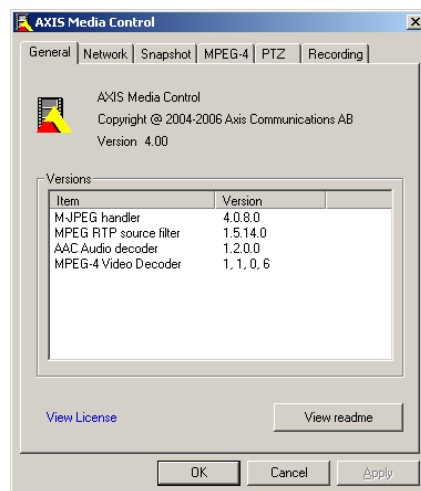 AXIS Media Control
General Network Snapshot MPEG-4 PTZ Recording
AXIS Media Control
Copyright @ 2004-2006 Axis Communications AB
Version 4.00
Versions
Item Version
M-JPEG handler 4.0.8.0
MPEG RTP source filter 1.5.14.0
AAC Audio decoder 1.2.0.0
MPEG-4 Video Decoder 1, 1, 0, 6
View License View readme
OK Cancel Apply